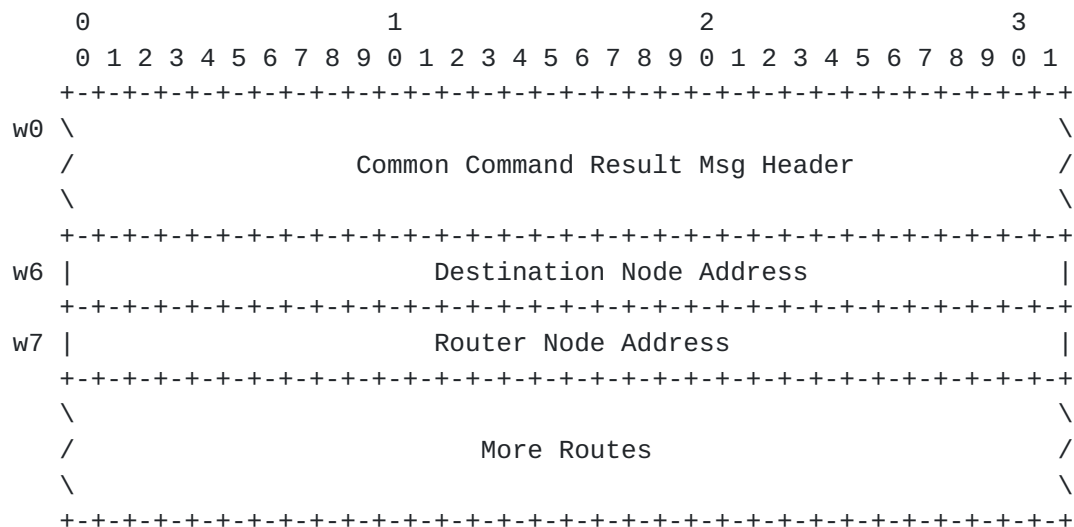 0                   1                   2                   3
     0 1 2 3 4 5 6 7 8 9 0 1 2 3 4 5 6 7 8 9 0 1 2 3 4 5 6 7 8 9 0 1
    +-+-+-+-+-+-+-+-+-+-+-+-+-+-+-+-+-+-+-+-+-+-+-+-+-+-+-+-+-+-+-+-+
w0  \                                                               \
    /                  Common Command Result Msg Header             /
    \                                                               \
    +-+-+-+-+-+-+-+-+-+-+-+-+-+-+-+-+-+-+-+-+-+-+-+-+-+-+-+-+-+-+-+-+
w6  |                       Destination Node Address                |
    +-+-+-+-+-+-+-+-+-+-+-+-+-+-+-+-+-+-+-+-+-+-+-+-+-+-+-+-+-+-+-+-+
w7  |                       Router Node Address                     |
    +-+-+-+-+-+-+-+-+-+-+-+-+-+-+-+-+-+-+-+-+-+-+-+-+-+-+-+-+-+-+-+-+
    \                                                               \
    /                          More Routes                          /
    \                                                               \
    +-+-+-+-+-+-+-+-+-+-+-+-+-+-+-+-+-+-+-+-+-+-+-+-+-+-+-+-+-+-+-+-+